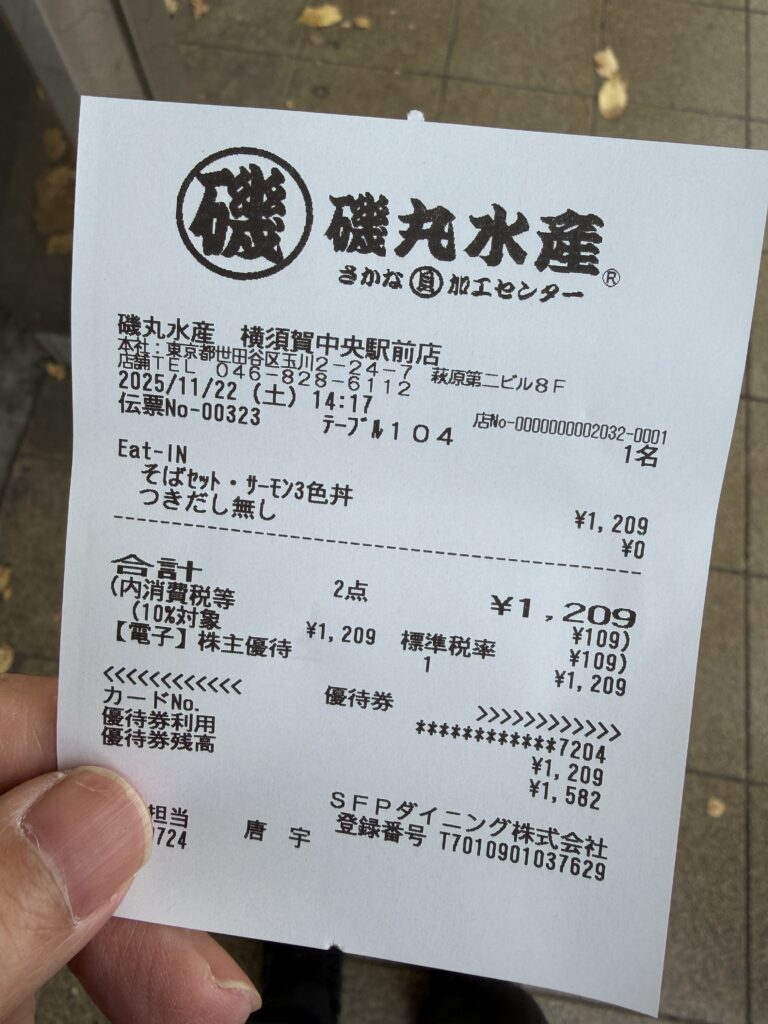 磯 磯丸水産
さかな 貝 加工センター ®
磯丸水産 横須賀中央駅前店
本社：東京都世田谷区玉川2-24-7 萩原第二ビル8F
店舗TEL 046-828-6112
2025/11/22 (土) 14:17
店No-0000000002032-0001
伝票No-00323 ﾃｰﾌﾞﾙ104 1名
Eat-IN
そばｾｯﾄ・ｻｰﾓﾝ3色丼 ¥1,209
つきだし無し ¥0
合計 2点 ¥1,209
(内消費税等 ¥109)
(10%対象 ¥1,209 標準税率 ¥109)
【電子】株主優待 1 ¥1,209
<<<<<<<<<<<< 優待券 >>>>>>>>>>>>
カードNo. ************7204
優待券利用 ¥1,209
優待券残高 ¥1,582
SFPダイニング株式会社
担当 登録番号 T7010901037629
724 唐 宇